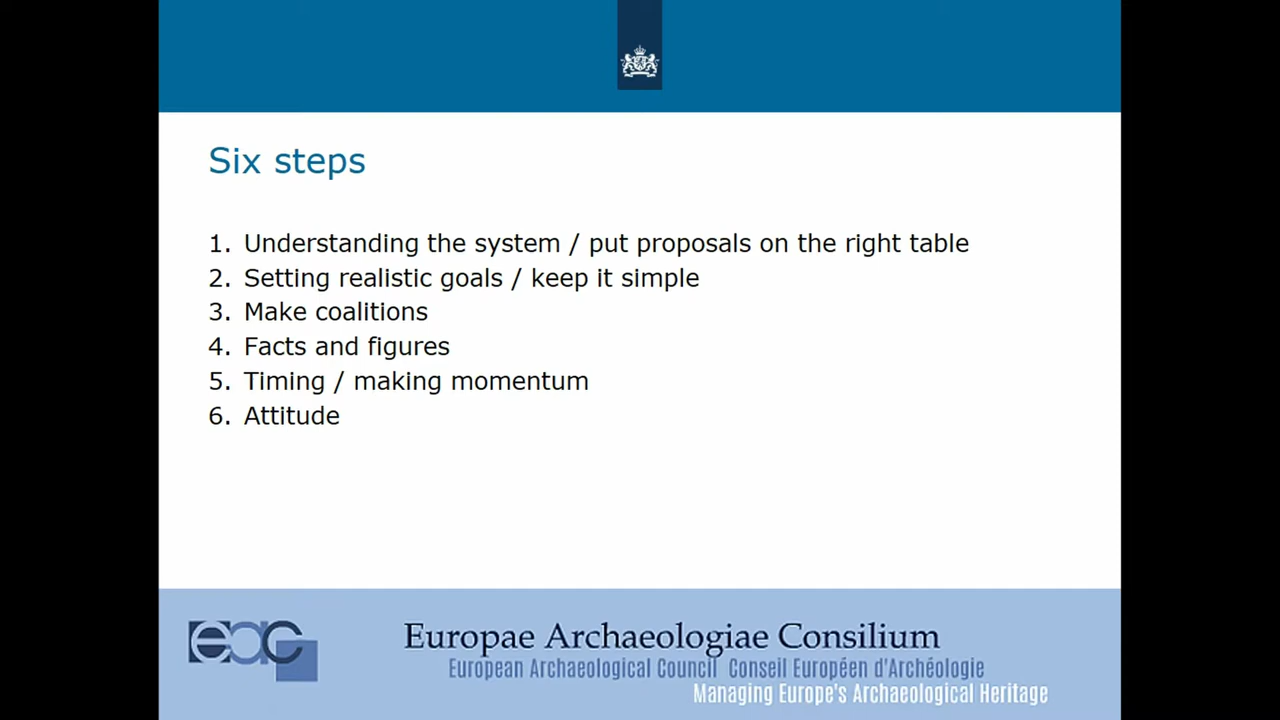 Six steps
1. Understanding the system / put proposals on the right table
2. Setting realistic goals / keep it simple
3. Make coalitions
4. Facts and figures
5. Timing / making momentum
6. Attitude
eac
Europae Archaeologiae Consilium
European Archaeological Council Conseil Européen d'Archéologie
Managing Europe's Archaeological Heritage